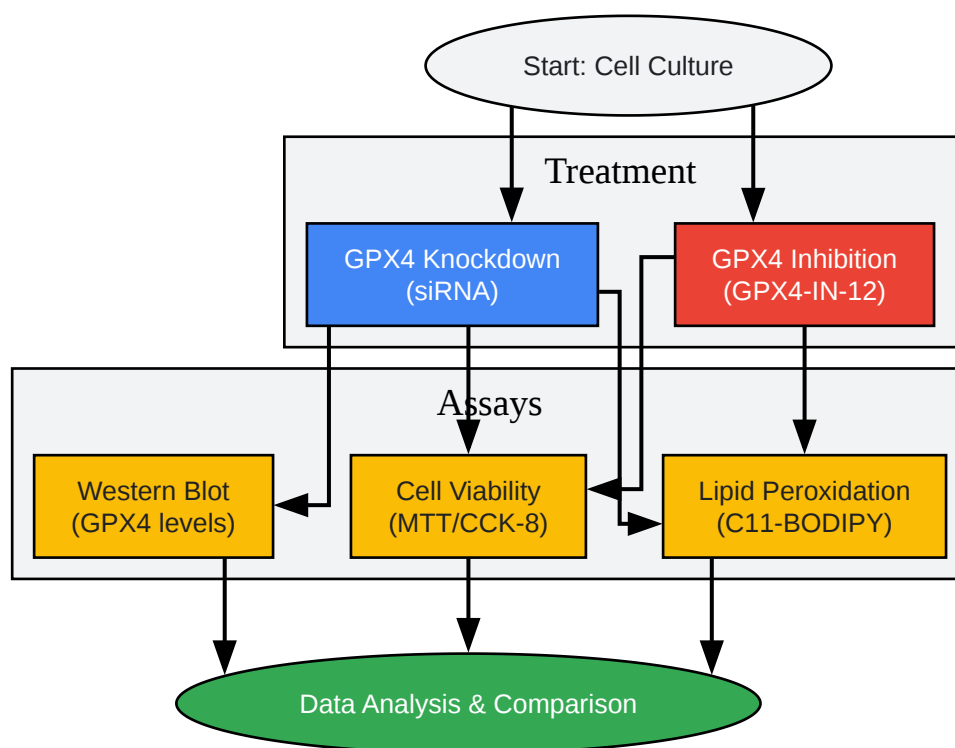 Start: Cell Culture
Treatment
GPX4 Knockdown
(siRNA)
GPX4 Inhibition
(GPX4-IN-12)
Assays
Western Blot
(GPX4 levels)
Cell Viability
(MTT/CCK-8)
Lipid Peroxidation
(C11-BODIPY)
Data Analysis & Comparison